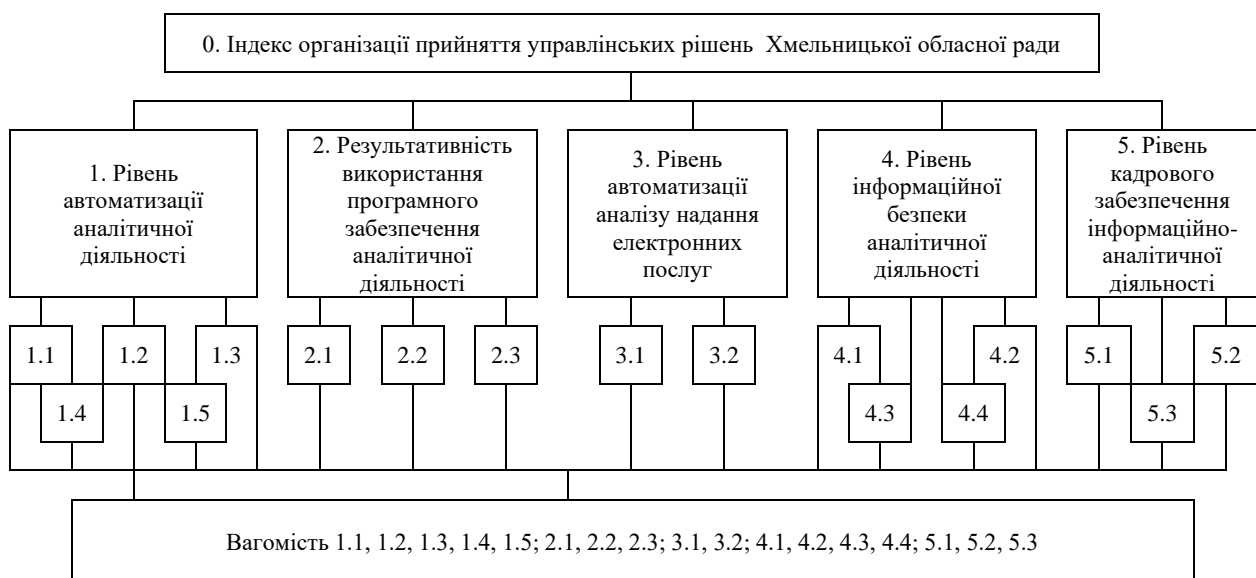 0. Індекс організації прийняття управлінських рішень Хмельницької обласної ради
1. Рівень
автоматизації
аналітичної
діяльності
2. Результативність
використання
програмного
забезпечення
аналітичної
діяльності
3. Рівень
автоматизації
аналізу надання
електронних
послуг
4. Рівень
інформаційної
безпеки
аналітичної
діяльності
5. Рівень
кадрового
забезпечення
інформаційно-
аналітичної
діяльності
1.1
1.2
1.3
2.1
2.2
2.3
3.1
3.2
4.1
4.2
5.1
5.2
1.4
1.5
4.3
4.4
5.3
Вагомість 1.1, 1.2, 1.3, 1.4, 1.5; 2.1, 2.2, 2.3; 3.1, 3.2; 4.1, 4.2, 4.3, 4.4; 5.1, 5.2, 5.3